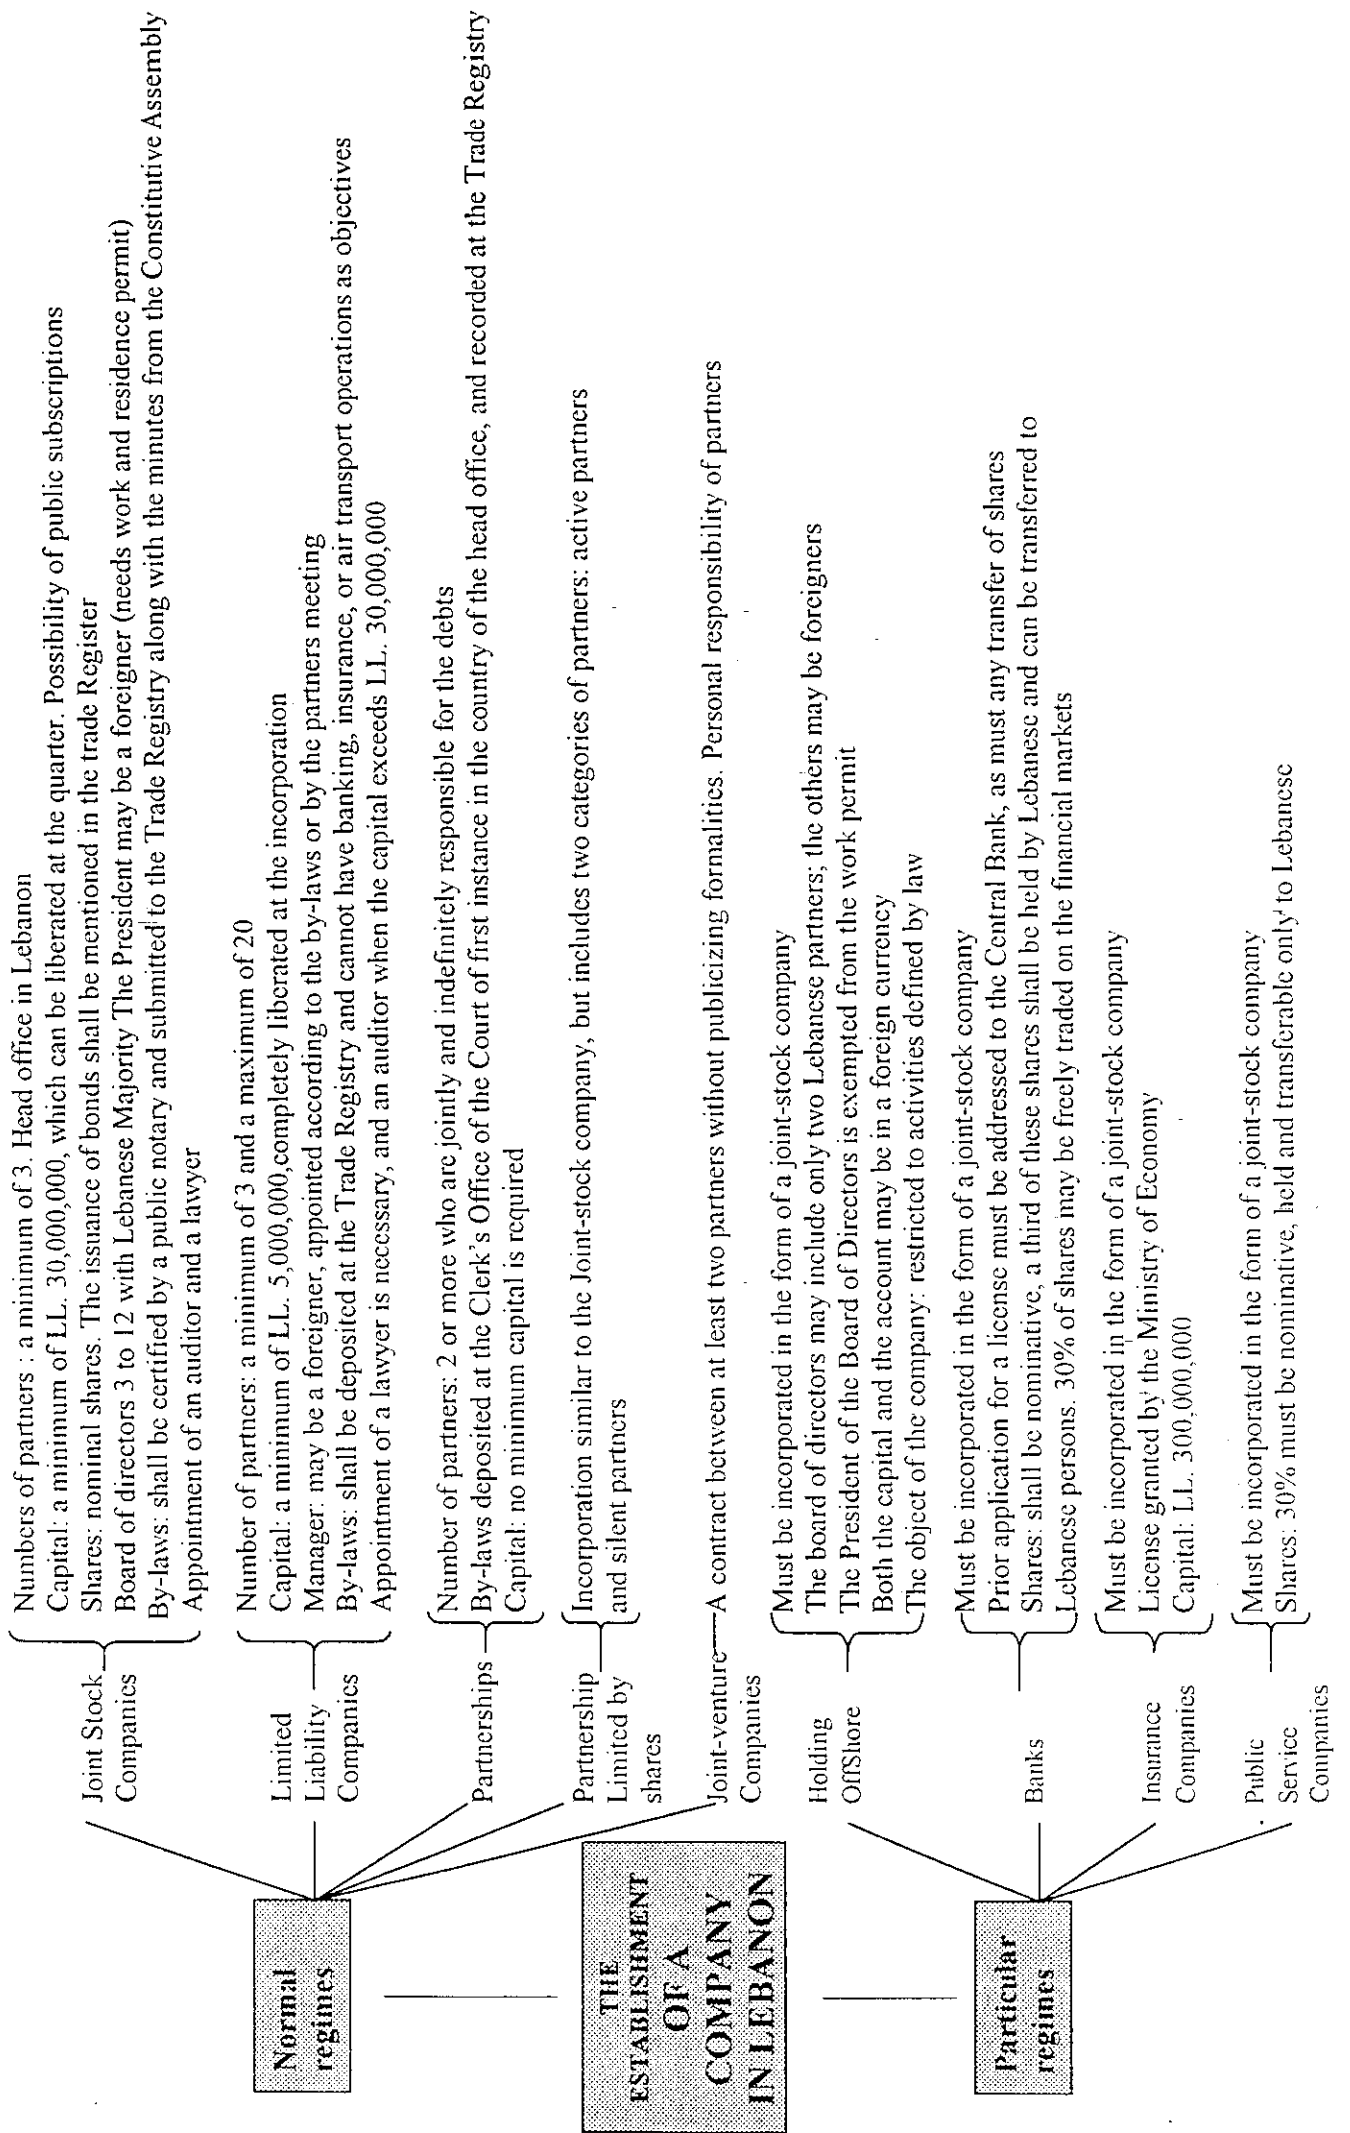 THE
ESTABLISHMENT
OF A
COMPANY
IN LEBANON
Normal
regimes
Joint Stock
Companies
Numbers of partners : a minimum of 3. Head office in Lebanon
Capital: a minimum of LL. 30,000,000, which can be liberated at the quarter. Possibility of public subscriptions
Shares: nominal shares. The issuance of bonds shall be mentioned in the trade Register
Board of directors 3 to 12 with Lebanese Majority The President may be a foreigner (needs work and residence permit)
By-laws: shall be certified by a public notary and submitted to the Trade Registry along with the minutes from the Constitutive Assembly
Appointment of an auditor and a lawyer
Limited
Liability
Companies
Number of partners: a minimum of 3 and a maximum of 20
Capital: a minimum of LL. 5,000,000,completely liberated at the incorporation
Manager: may be a foreigner, appointed according to the by-laws or by the partners meeting
By-laws: shall be deposited at the Trade Registry and cannot have banking, insurance, or air transport operations as objectives
Appointment of a lawyer is necessary, and an auditor when the capital exceeds LL. 30,000,000
Partnerships
Number of partners: 2 or more who are jointly and indefinitely responsible for the debts
By-laws deposited at the Clerk's Office of the Court of first instance in the country of the head office, and recorded at the Trade Registry
Capital: no minimum capital is required
Partnership
Limited by
shares
Incorporation similar to the Joint-stock company, but includes two categories of partners: active partners
and silent partners
Joint-venture
Companies
A contract between at least two partners without publicizing formalities. Personal responsibility of partners
Particular
regimes
Holding
OffShore
Must be incorporated in the form of a joint-stock company
The board of directors may include only two Lebanese partners; the others may be foreigners
The President of the Board of Directors is exempted from the work permit
Both the capital and the account may be in a foreign currency
The object of the company: restricted to activities defined by law
Banks
Must be incorporated in the form of a joint-stock company
Prior application for a license must be addressed to the Central Bank, as must any transfer of shares
Shares: shall be nominative, a third of these shares shall be held by Lebanese and can be transferred to
Lebanese persons. 30% of shares may be freely traded on the financial markets
Insurance
Companies
Must be incorporated in the form of a joint-stock company
License granted by the Ministry of Economy
Capital: LL. 300,000,000
Public
Service
Companies
Must be incorporated in the form of a joint-stock company
Shares: 30% must be nominative, held and transferable only to Lebanese